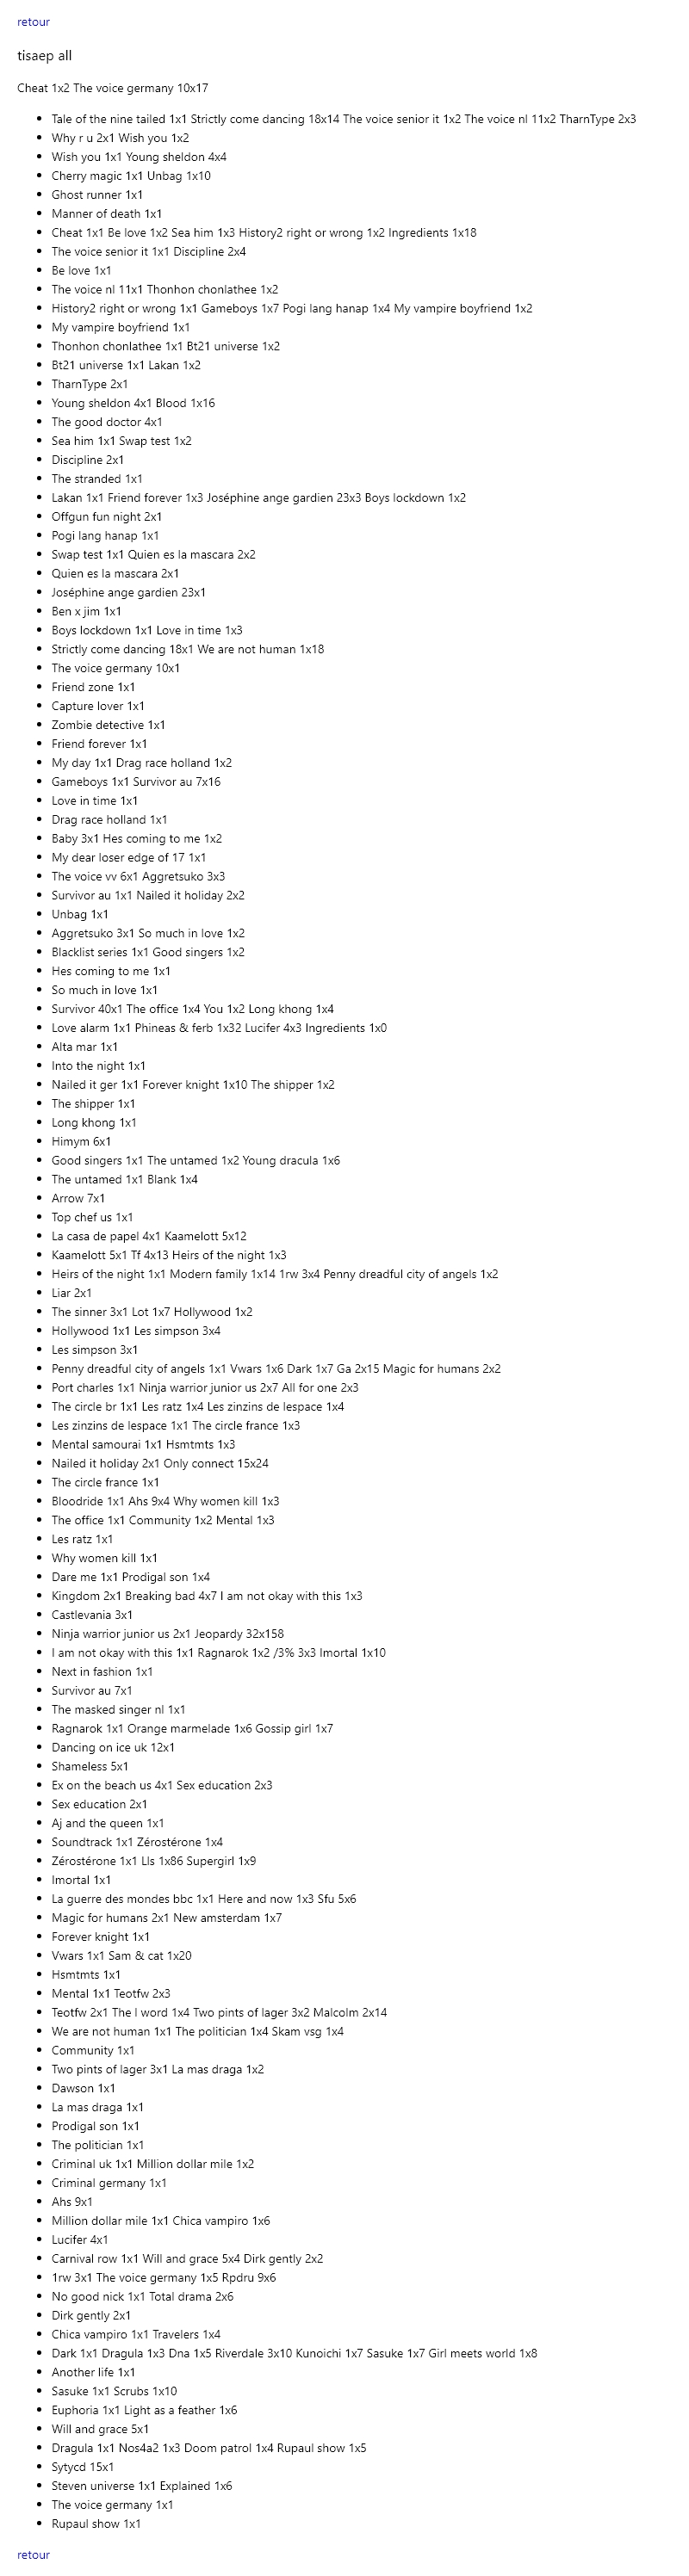 retour
tisaep all
Cheat 1x2 The voice germany 10x17
Tale of the nine tailed 1x1 Strictly come dancing 18x14 The voice senior it 1x2 The voice nl 11x2 TharnType 2x3
Why r u 2x1 Wish you 1x2
Wish you 1x1 Young sheldon 4x4
Cherry magic 1x1 Unbag 1x10
Ghost runner 1x1
Manner of death 1x1
Cheat 1x1 Be love 1x2 Sea him 1x3 History2 right or wrong 1x2 Ingredients 1x18
The voice senior it 1x1 Discipline 2x4
Be love 1x1
The voice nl 11x1 Thonhon chonlathee 1x2
History2 right or wrong 1x1 Gameboys 1x7 Pogi lang hanap 1x4 My vampire boyfriend 1x2
My vampire boyfriend 1x1
Thonhon chonlathee 1x1 Bt21 universe 1x2
Bt21 universe 1x1 Lakan 1x2
TharnType 2x1
Young sheldon 4x1 Blood 1x16
The good doctor 4x1
Sea him 1x1 Swap test 1x2
Discipline 2x1
The stranded 1x1
Lakan 1x1 Friend forever 1x3 Joséphine ange gardien 23x3 Boys lockdown 1x2
Offgun fun night 2x1
Pogi lang hanap 1x1
Swap test 1x1 Quien es la mascara 2x2
Quien es la mascara 2x1
Joséphine ange gardien 23x1
Ben x jim 1x1
Boys lockdown 1x1 Love in time 1x3
Strictly come dancing 18x1 We are not human 1x18
The voice germany 10x1
Friend zone 1x1
Capture lover 1x1
Zombie detective 1x1
Friend forever 1x1
My day 1x1 Drag race holland 1x2
Gameboys 1x1 Survivor au 7x16
Love in time 1x1
Drag race holland 1x1
Baby 3x1 Hes coming to me 1x2
My dear loser edge of 17 1x1
The voice vv 6x1 Aggretsuko 3x3
Survivor au 1x1 Nailed it holiday 2x2
Unbag 1x1
Aggretsuko 3x1 So much in love 1x2
Blacklist series 1x1 Good singers 1x2
Hes coming to me 1x1
So much in love 1x1
Survivor 40x1 The office 1x4 You 1x2 Long khong 1x4
Love alarm 1x1 Phineas & ferb 1x32 Lucifer 4x3 Ingredients 1x0
Alta mar 1x1
Into the night 1x1
Nailed it ger 1x1 Forever knight 1x10 The shipper 1x2
The shipper 1x1
Long khong 1x1
Himym 6x1
Good singers 1x1 The untamed 1x2 Young dracula 1x6
The untamed 1x1 Blank 1x4
Arrow 7x1
Top chef us 1x1
La casa de papel 4x1 Kaamelott 5x12
Kaamelott 5x1 Tf 4x13 Heirs of the night 1x3
Heirs of the night 1x1 Modern family 1x14 1rw 3x4 Penny dreadful city of angels 1x2
Liar 2x1
The sinner 3x1 Lot 1x7 Hollywood 1x2
Hollywood 1x1 Les simpson 3x4
Les simpson 3x1
Penny dreadful city of angels 1x1 Vwars 1x6 Dark 1x7 Ga 2x15 Magic for humans 2x2
Port charles 1x1 Ninja warrior junior us 2x7 All for one 2x3
The circle br 1x1 Les ratz 1x4 Les zinzins de lespace 1x4
Les zinzins de lespace 1x1 The circle france 1x3
Mental samourai 1x1 Hsmtmts 1x3
Nailed it holiday 2x1 Only connect 15x24
The circle france 1x1
Bloodride 1x1 Ahs 9x4 Why women kill 1x3
The office 1x1 Community 1x2 Mental 1x3
Les ratz 1x1
Why women kill 1x1
Dare me 1x1 Prodigal son 1x4
Kingdom 2x1 Breaking bad 4x7 I am not okay with this 1x3
Castlevania 3x1
Ninja warrior junior us 2x1 Jeopardy 32x158
I am not okay with this 1x1 Ragnarok 1x2 /3% 3x3 Imortal 1x10
Next in fashion 1x1
Survivor au 7x1
The masked singer nl 1x1
Ragnarok 1x1 Orange marmelade 1x6 Gossip girl 1x7
Dancing on ice uk 12x1
Shameless 5x1
Ex on the beach us 4x1 Sex education 2x3
Sex education 2x1
Aj and the queen 1x1
Soundtrack 1x1 Zérostérone 1x4
Zérostérone 1x1 Lls 1x86 Supergirl 1x9
Imortal 1x1
La guerre des mondes bbc 1x1 Here and now 1x3 Sfu 5x6
Magic for humans 2x1 New amsterdam 1x7
Forever knight 1x1
Vwars 1x1 Sam & cat 1x20
Hsmtmts 1x1
Mental 1x1 Teotfw 2x3
Teotfw 2x1 The l word 1x4 Two pints of lager 3x2 Malcolm 2x14
We are not human 1x1 The politician 1x4 Skam vsg 1x4
Community 1x1
Two pints of lager 3x1 La mas draga 1x2
Dawson 1x1
La mas draga 1x1
Prodigal son 1x1
The politician 1x1
Criminal uk 1x1 Million dollar mile 1x2
Criminal germany 1x1
Ahs 9x1
Million dollar mile 1x1 Chica vampiro 1x6
Lucifer 4x1
Carnival row 1x1 Will and grace 5x4 Dirk gently 2x2
1rw 3x1 The voice germany 1x5 Rpdru 9x6
No good nick 1x1 Total drama 2x6
Dirk gently 2x1
Chica vampiro 1x1 Travelers 1x4
Dark 1x1 Dragula 1x3 Dna 1x5 Riverdale 3x10 Kunoichi 1x7 Sasuke 1x7 Girl meets world 1x8
Another life 1x1
Sasuke 1x1 Scrubs 1x10
Euphoria 1x1 Light as a feather 1x6
Will and grace 5x1
Dragula 1x1 Nos4a2 1x3 Doom patrol 1x4 Rupaul show 1x5
Sytycd 15x1
Steven universe 1x1 Explained 1x6
The voice germany 1x1
Rupaul show 1x1
retour